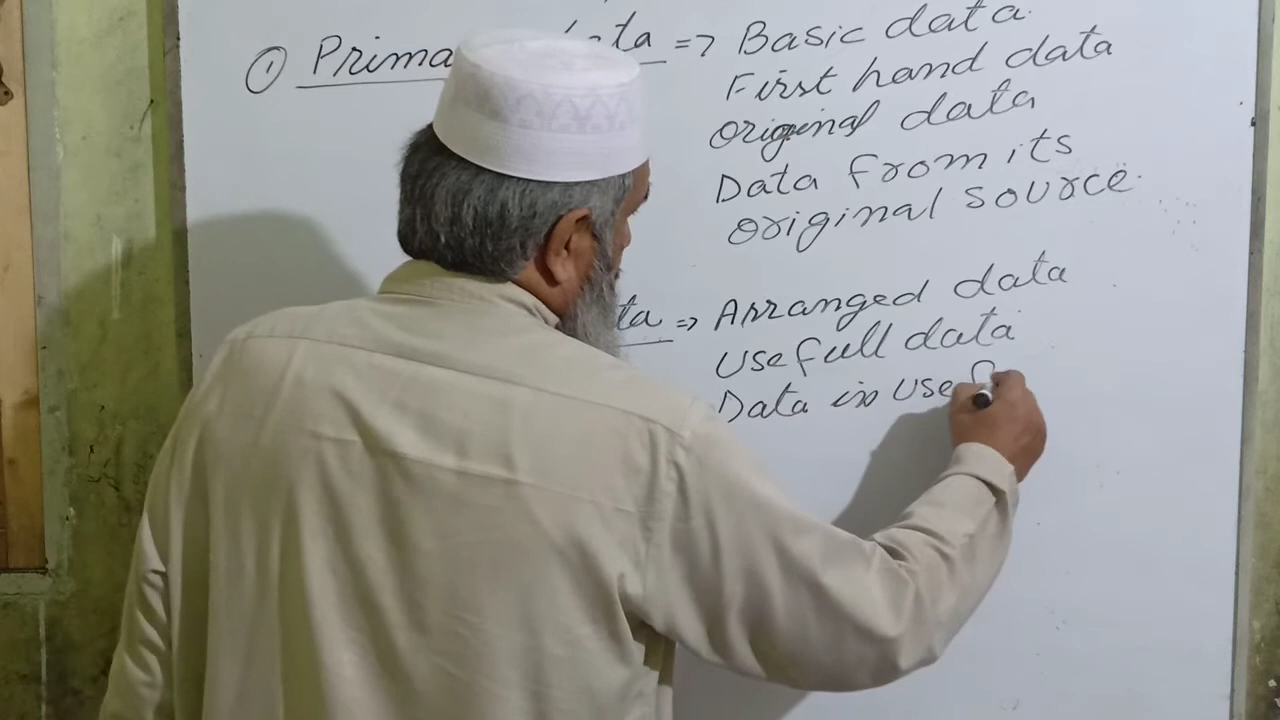 ① Prima ta => Basic data
First hand data
Original data
Data from its
original source.
ta => Arranged data
Usefull data
Data in use